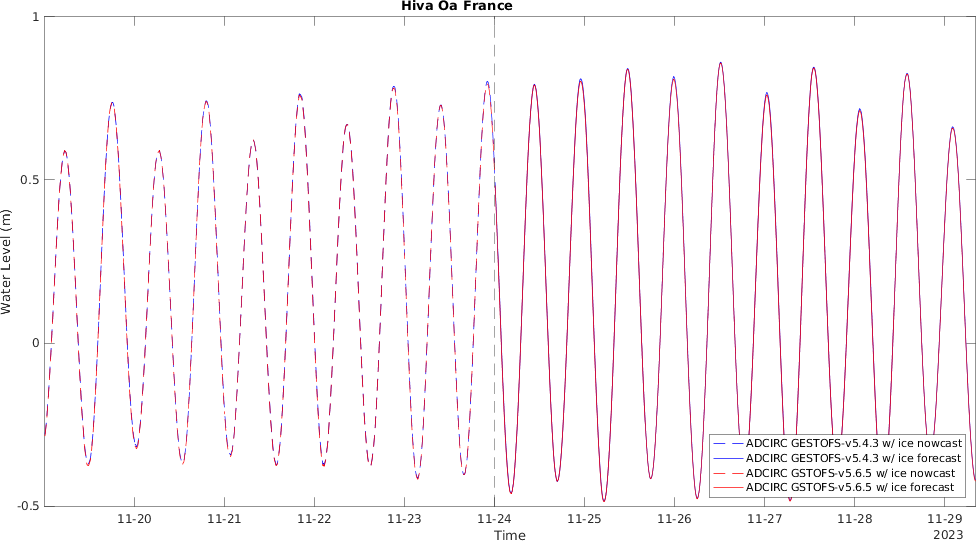 Hiva Oa France
1
0.5
0
-0.5
Water Level (m)
ADCIRC GESTOFS-v5.4.3 w/ ice nowcast
ADCIRC GESTOFS-v5.4.3 w/ ice forecast
ADCIRC GSTOFS-v5.6.5 w/ ice nowcast
ADCIRC GSTOFS-v5.6.5 w/ ice forecast
11-20 11-21 11-22 11-23 11-24 11-25 11-26 11-27 11-28 11-29
Time 2023